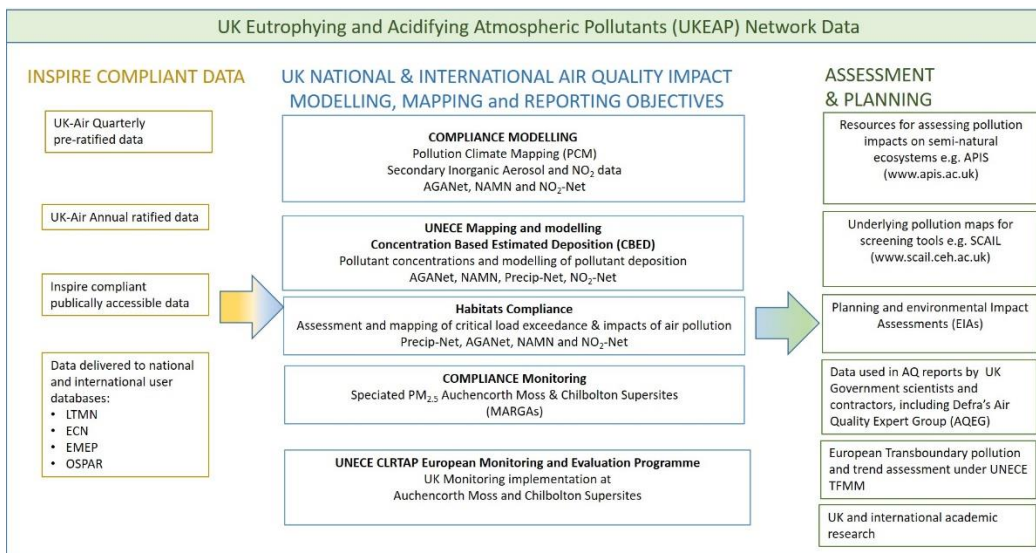 UK Eutrophying and Acidifying Atmospheric Pollutants (UKEAP) Network Data
INSPIRE COMPLIANT DATA
UK-Air Quarterly
pre-ratified data
UK-Air Annual ratified data
Inspire compliant
publically accessible data
Data delivered to national
and international user
databases:
• LTMN
• ECN
• EMEP
• OSPAR
UK NATIONAL & INTERNATIONAL AIR QUALITY IMPACT
MODELLING, MAPPING and REPORTING OBJECTIVES
COMPLIANCE MODELLING
Pollution Climate Mapping (PCM)
Secondary Inorganic Aerosol and NO₂ data
AGANet, NAMN and NO₂-Net
UNECE Mapping and modelling
Concentration Based Estimated Deposition (CBED)
Pollutant concentrations and modelling of pollutant deposition
AGANet, NAMN, Precip-Net, NO₂-Net
Habitats Compliance
Assessment and mapping of critical load exceedance & impacts of air pollution
Precip-Net, AGANet, NAMN and NO₂-Net
COMPLIANCE Monitoring
Speciated PM₂.₅ Auchencorth Moss & Chilbolton Supersites
(MARGAs)
UNECE CLRTAP European Monitoring and Evaluation Programme
UK Monitoring implementation at
Auchencorth Moss and Chilbolton Supersites
ASSESSMENT
& PLANNING
Resources for assessing pollution
impacts on semi-natural
ecosystems e.g. APIS
(www.apis.ac.uk)
Underlying pollution maps for
screening tools e.g. SCAIL
(www.scail.ceh.ac.uk)
Planning and environmental Impact
Assessments (EIAs)
Data used in AQ reports by UK
Government scientists and
contractors, including Defra's Air
Quality Expert Group (AQEG)
European Transboundary pollution
and trend assessment under UNECE
TFMM
UK and international academic
research